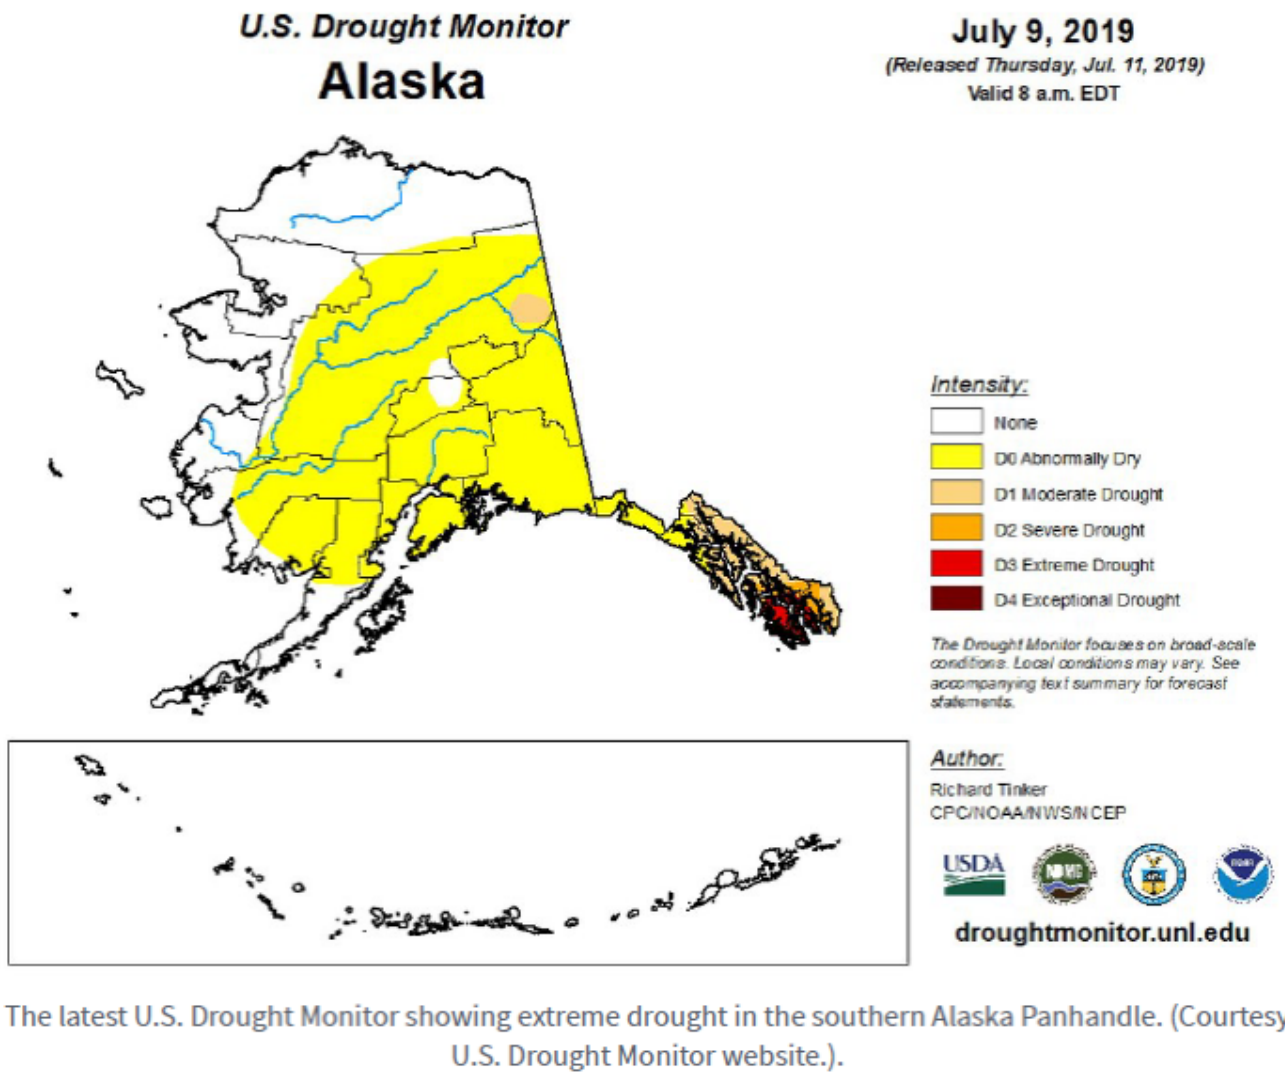 U.S. Drought Monitor
Alaska
July 9, 2019
(Released Thursday, Jul. 11, 2019)
Valid 8 a.m. EDT
Intensity:
None
D0 Abnormally Dry
D1 Moderate Drought
D2 Severe Drought
D3 Extreme Drought
D4 Exceptional Drought
The Drought Monitor focuses on broad-scale
conditions. Local conditions may vary. See
accompanying text summary for forecast
statements.
Author:
Richard Tinker
CPC/NOAA/NWS/NCEP
USDA
NDMC
NOAA
droughtmonitor.unl.edu
The latest U.S. Drought Monitor showing extreme drought in the southern Alaska Panhandle. (Courtesy
U.S. Drought Monitor website.).